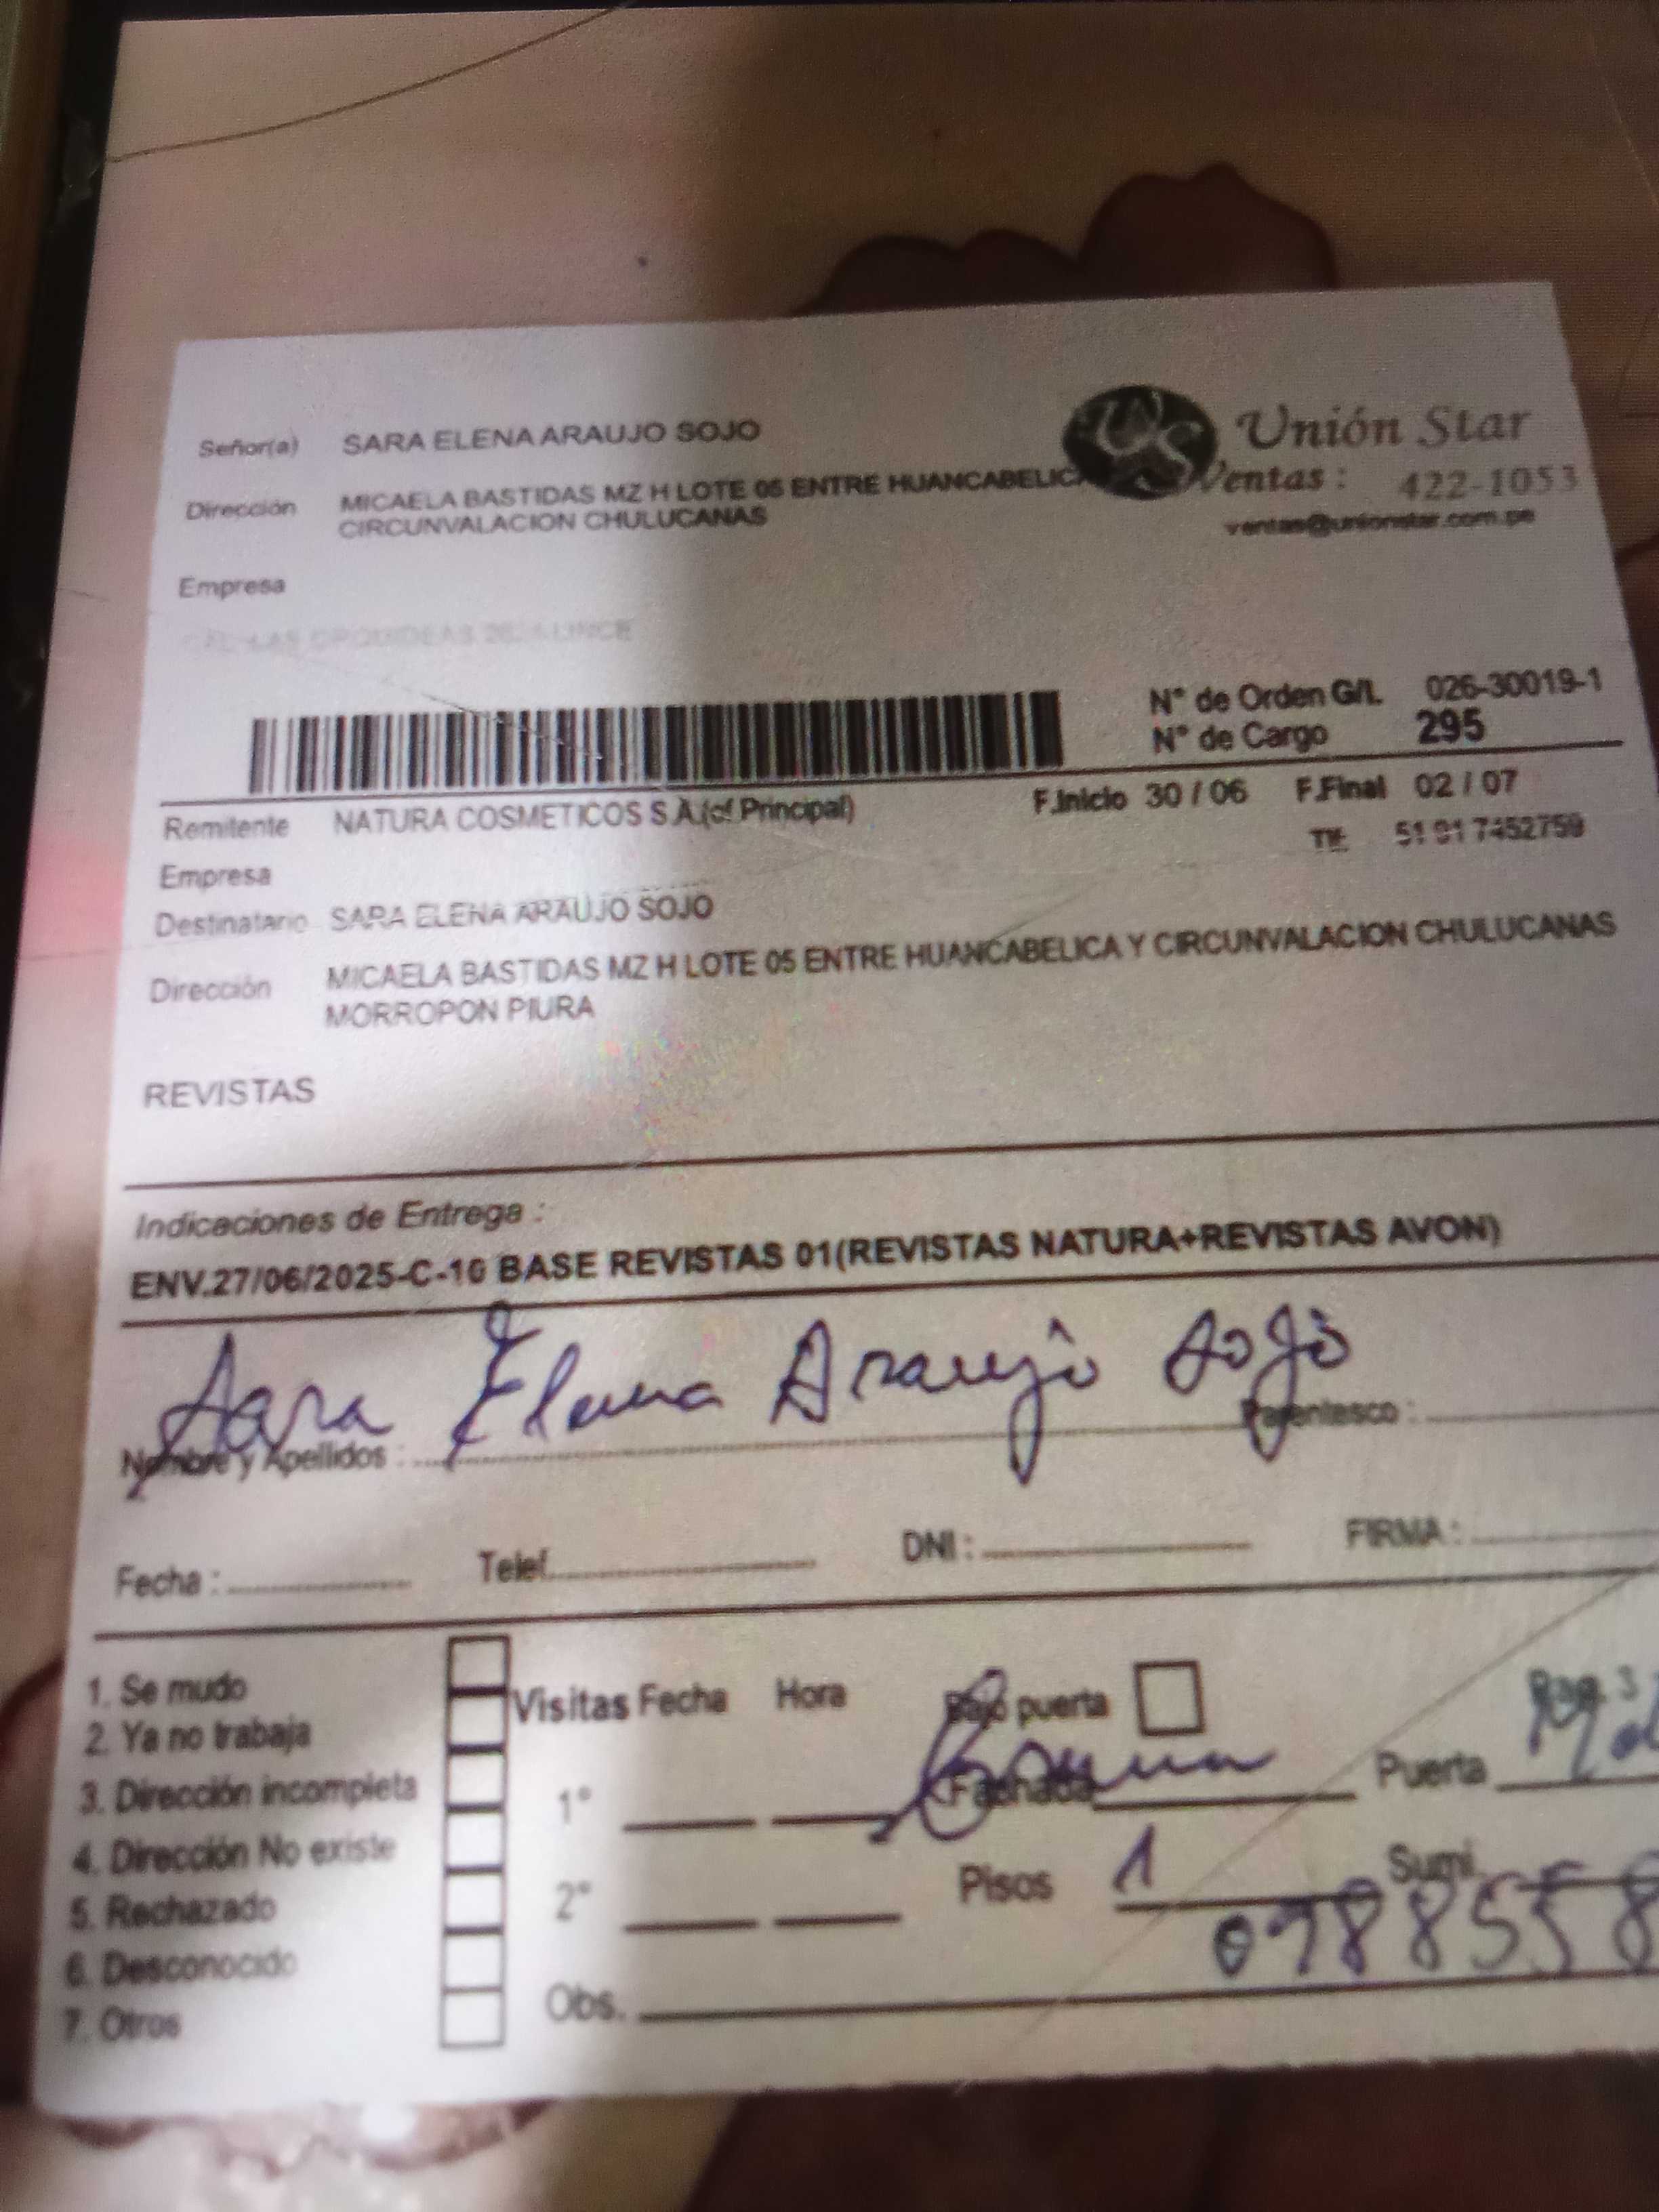 Señor(a) SARA ELENA ARAUJO SOJO
Unión Star
Dirección MICAELA BASTIDAS MZ H LOTE 05 ENTRE HUANCABELICA
Ventas : 422-1053
CIRCUNVALACION CHULUCANAS
ventas@unionstar.com.pe
Empresa
N° de Orden G/L 026-30019-1
N° de Cargo 295
Remitente NATURA COSMETICOS S.A.(of.Principal) F.Inicio 30 / 06 F.Final 02 / 07
Empresa
Destinatario SARA ELENA ARAUJO SOJO
Dirección MICAELA BASTIDAS MZ H LOTE 05 ENTRE HUANCABELICA Y CIRCUNVALACION CHULUCANAS
MORROPON PIURA
REVISTAS
Indicaciones de Entrega :
ENV.27/06/2025-C-10 BASE REVISTAS 01(REVISTAS NATURA+REVISTAS AVON)
Sara Elena Araujo Sojo
Nombre y Apellidos : Parentesco :
Fecha : Telef. DNI : FIRMA :
1. Se mudo
2. Ya no trabaja
3. Dirección incompleta
4. Dirección No existe
5. Rechazado
6. Desconocido
7. Otros
Visitas Fecha Hora Bajo puerta
1° Fachada Puerta
2° Pisos 1 Sumi.
0988558
Obs.